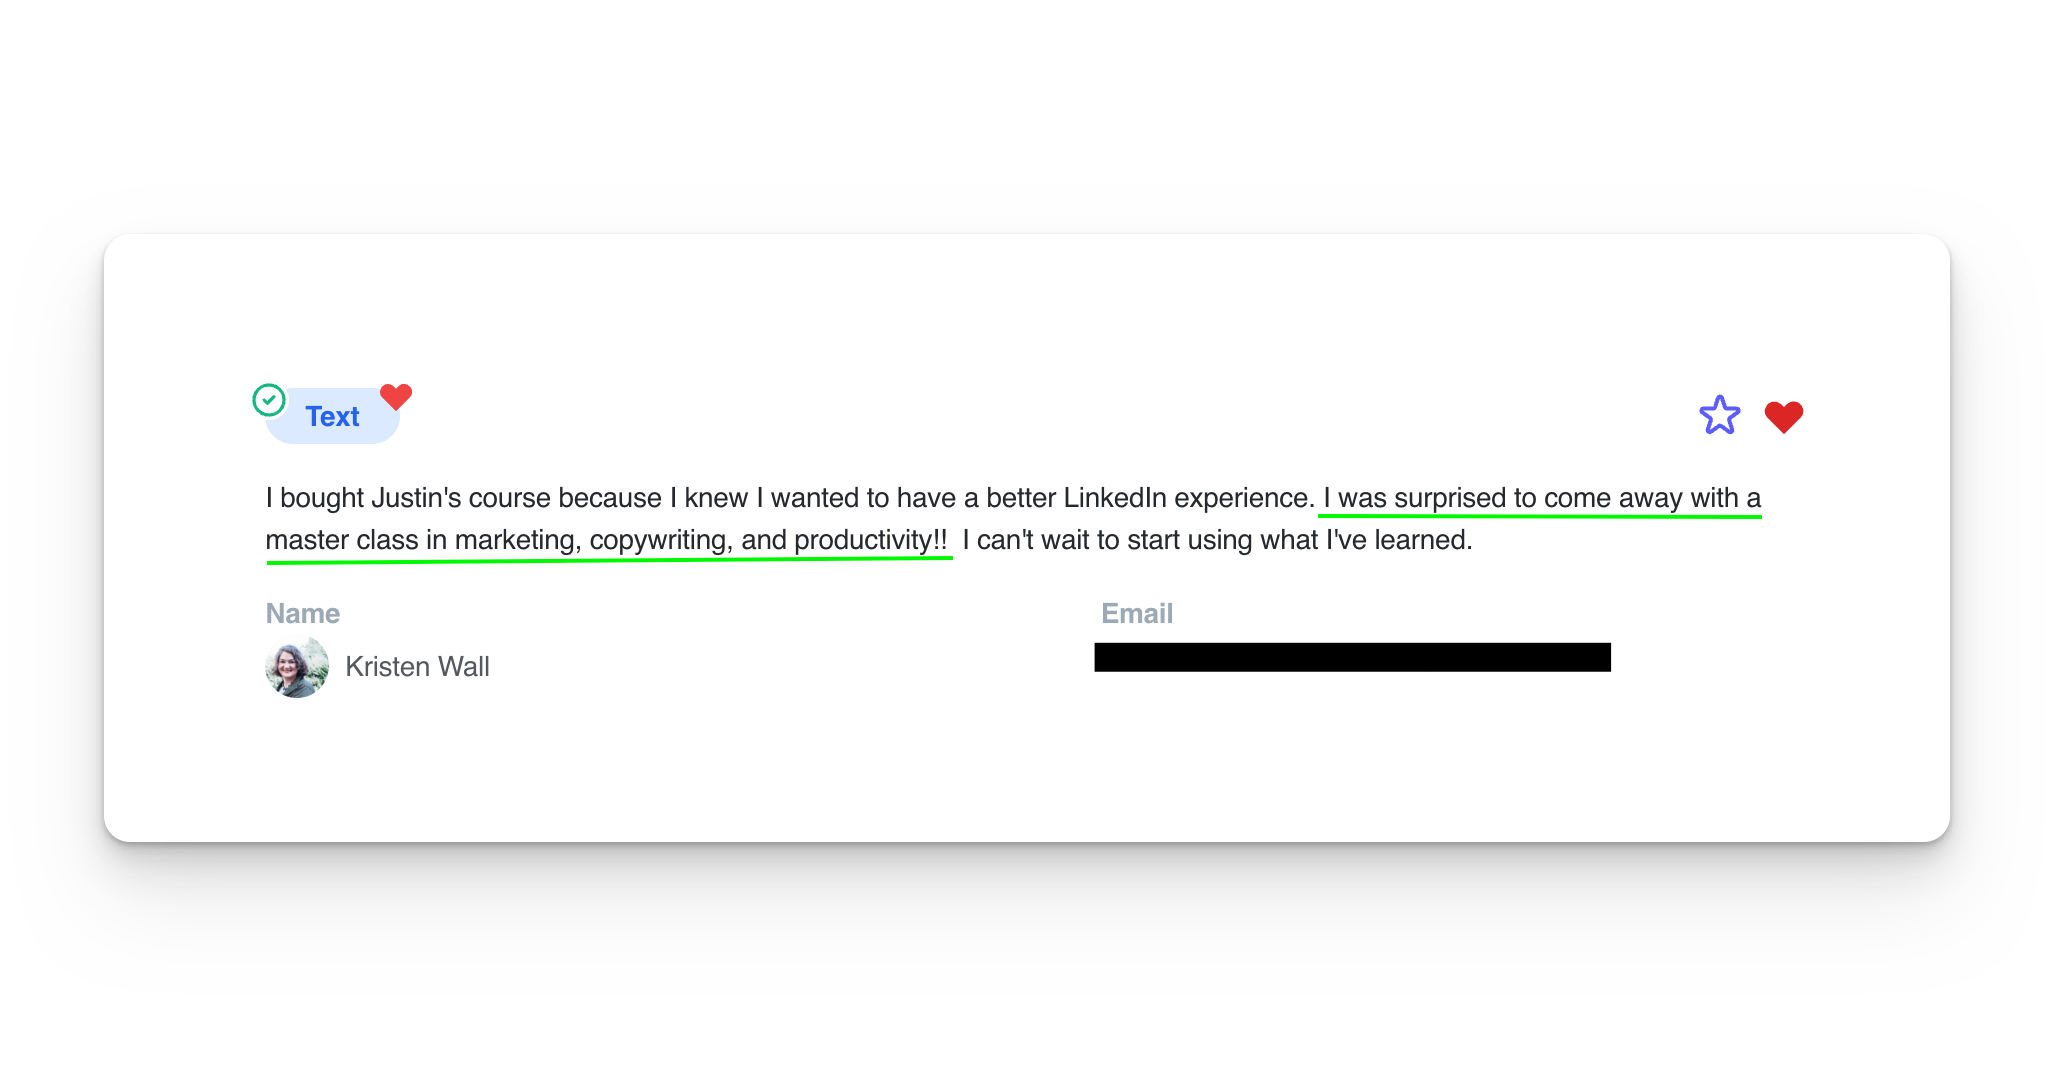 Text
I bought Justin's course because I knew I wanted to have a better LinkedIn experience. I was surprised to come away with a
master class in marketing, copywriting, and productivity!!  I can't wait to start using what I've learned.
Name
Email
Kristen Wall